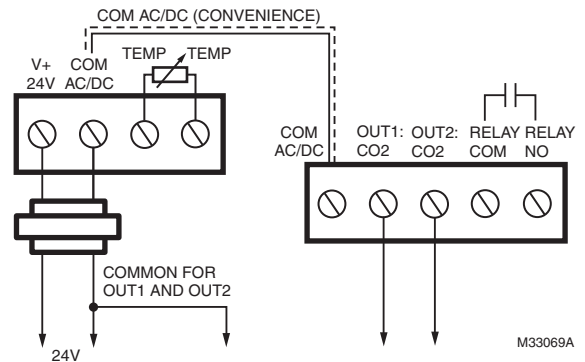 COM AC/DC (CONVENIENCE)
V+
24V
COM
AC/DC
TEMP
TEMP
COM
AC/DC
OUT1:
CO2
OUT2:
CO2
RELAY
COM
RELAY
NO
COMMON FOR
OUT1 AND OUT2
24V
M33069A